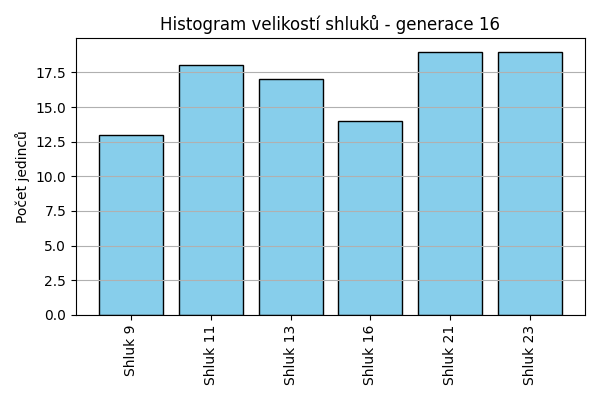 Histogram velikostí shluků - generace 16
Počet jedinců
17.5
15.0
12.5
10.0
7.5
5.0
2.5
0.0
Shluk 9
Shluk 11
Shluk 13
Shluk 16
Shluk 21
Shluk 23